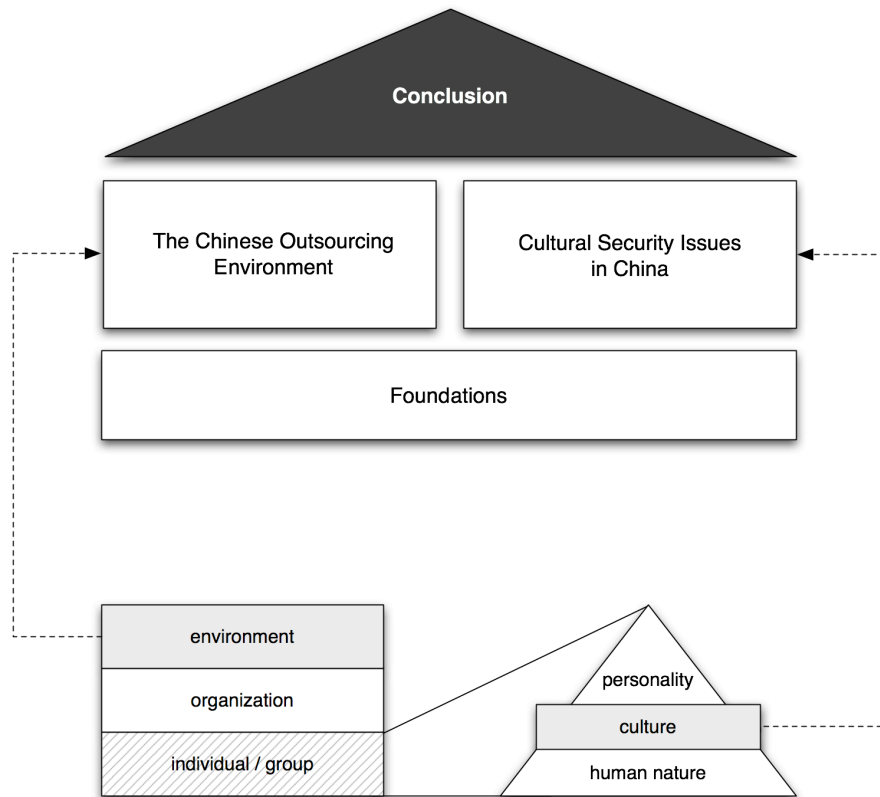 Conclusion
The Chinese Outsourcing
Environment
Cultural Security Issues
in China
Foundations
environment
organization
individual / group
personality
culture
human nature